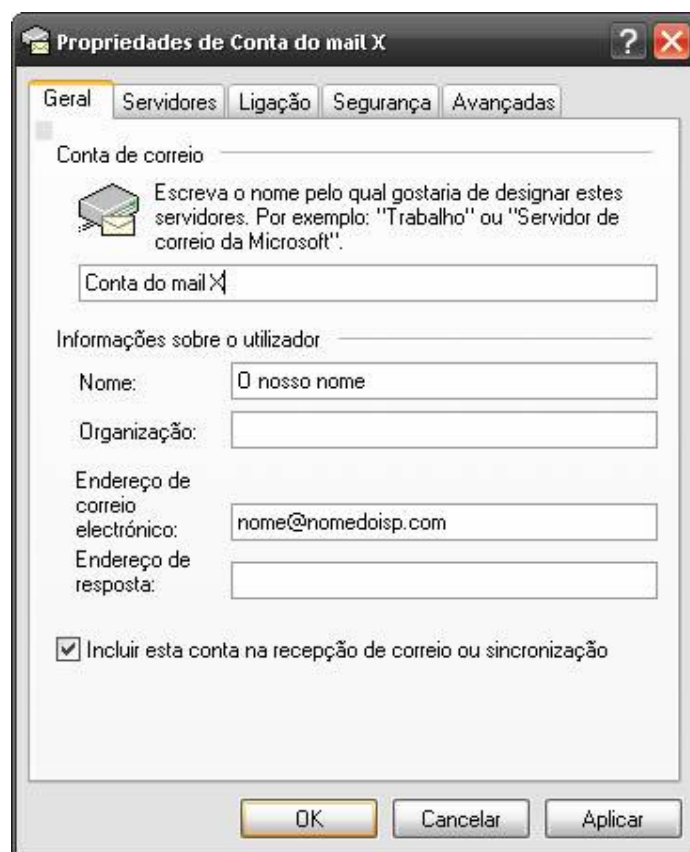 Propriedades de Conta do mail X
Geral
Servidores
Ligação
Segurança
Avançadas
Conta de correio
Escreva o nome pelo qual gostaria de designar estes
servidores. Por exemplo: "Trabalho" ou "Servidor de
correio da Microsoft".
Conta do mail X
Informações sobre o utilizador
Nome:
O nosso nome
Organização:
Endereço de
correio
electrónico:
nome@nomedoisp.com
Endereço de
resposta:
Incluir esta conta na recepção de correio ou sincronização
OK
Cancelar
Aplicar